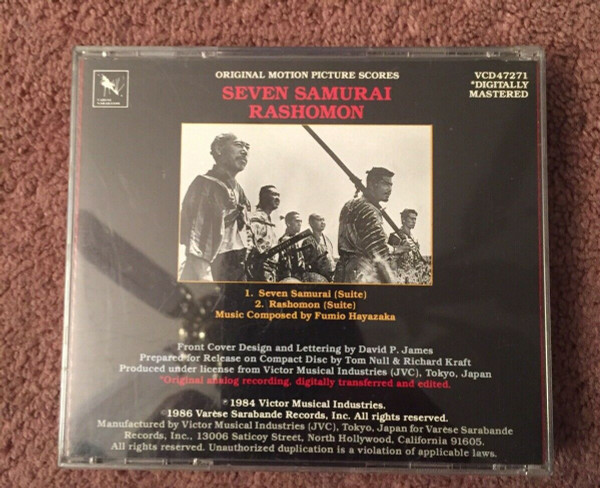 ORIGINAL MOTION PICTURE SCORES
SEVEN SAMURAI
RASHOMON
VCD47271
*DIGITALLY
MASTERED
1. Seven Samurai (Suite)
2. Rashomon (Suite)
Music Composed by Fumio Hayazaka
Front Cover Design and Lettering by David P. James
Prepared for Release on Compact Disc by Tom Null & Richard Kraft
Produced under license from Victor Musical Industries (JVC), Tokyo, Japan
*Original analog recording, digitally transferred and edited.
℗ 1984 Victor Musical Industries.
© 1986 Varèse Sarabande Records, Inc. All rights reserved.
Manufactured by Victor Musical Industries (JVC), Tokyo, Japan for Varèse Sarabande
Records, Inc., 13006 Saticoy Street, North Hollywood, California 91605.
All rights reserved. Unauthorized duplication is a violation of applicable laws.